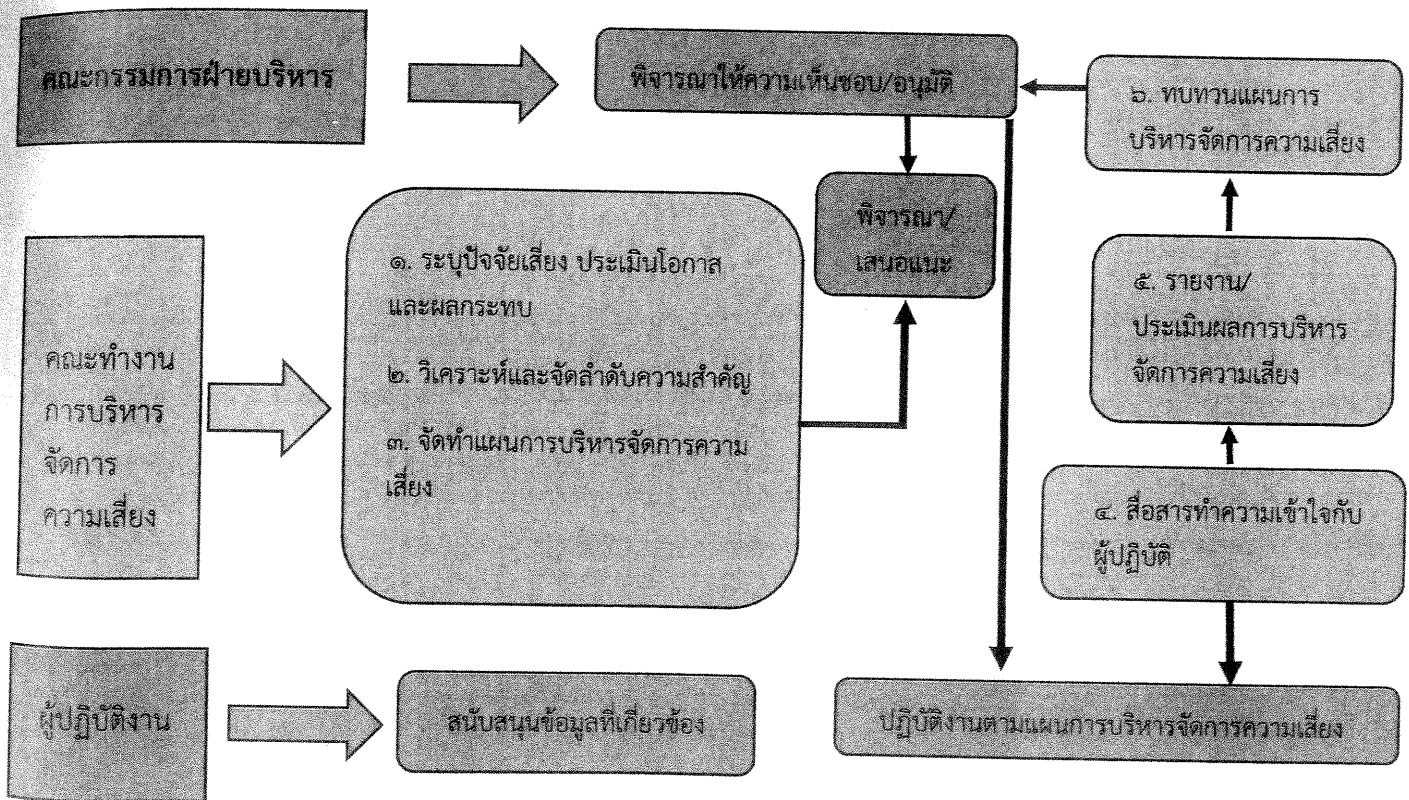 คณะกรรมการฝ่ายบริหาร
พิจารณาให้ความเห็นชอบ/อนุมัติ
๖. ทบทวนแผนการ
บริหารจัดการความเสี่ยง
พิจารณา/
เสนอแนะ
คณะทำงาน
การบริหาร
จัดการ
ความเสี่ยง
๑. ระบุปัจจัยเสี่ยง ประเมินโอกาส
และผลกระทบ
๒. วิเคราะห์และจัดลำดับความสำคัญ
๓. จัดทำแผนการบริหารจัดการความ
เสี่ยง
๕. รายงาน/
ประเมินผลการบริหาร
จัดการความเสี่ยง
๔. สื่อสารทำความเข้าใจกับ
ผู้ปฏิบัติ
ผู้ปฏิบัติงาน
สนับสนุนข้อมูลที่เกี่ยวข้อง
ปฏิบัติงานตามแผนการบริหารจัดการความเสี่ยง